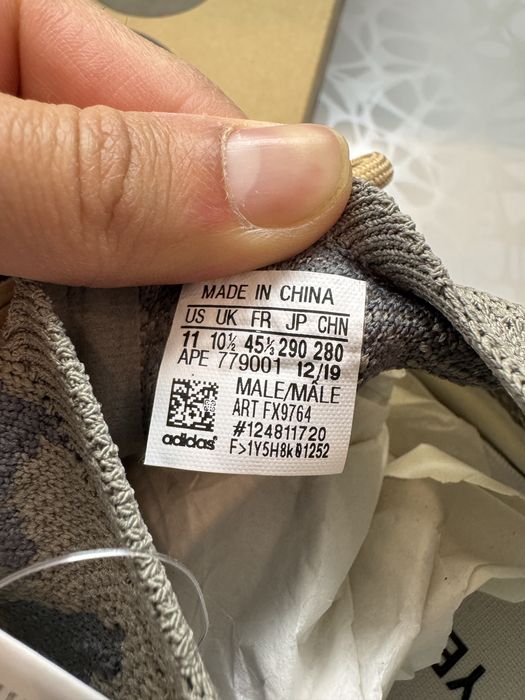 MADE IN CHINA
US UK FR JP CHN
11 10½ 45⅓ 290 280
APE 779001 12/19
MALE/MÂLE
ART FX9764
#124811720
adidas
F>1Y5H8k01252
YE